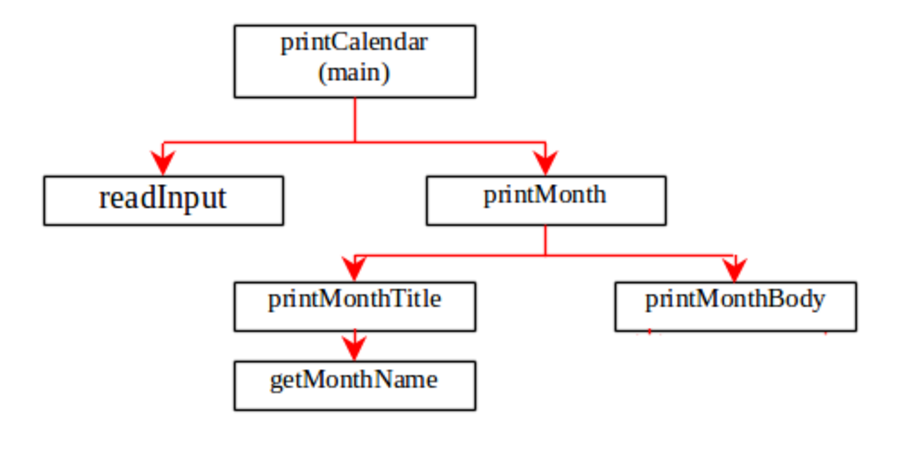 printCalendar
(main)
readInput
printMonth
printMonthTitle
printMonthBody
getMonthName